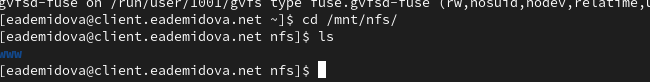 gvfsd-fuse on /run/user/1001/gvfs type fuse.gvfsd-fuse (rw,nosuid,nodev,relatime,
[eademidova@client.eademidova.net ~]$ cd /mnt/nfs/
[eademidova@client.eademidova.net nfs]$ ls
www
[eademidova@client.eademidova.net nfs]$